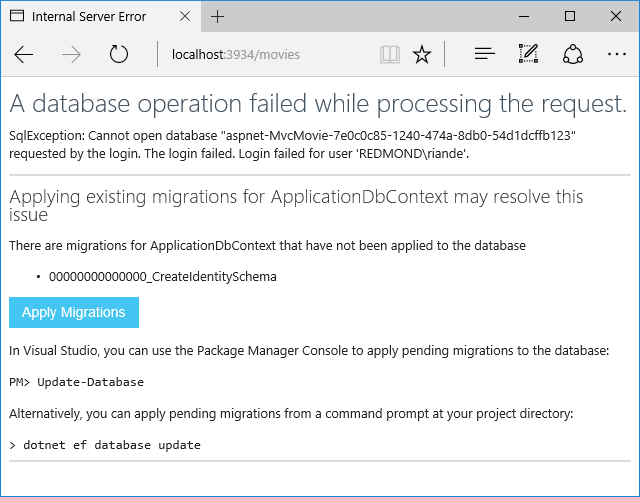 Internal Server Error
localhost:3934/movies
A database operation failed while processing the request.
SqlException: Cannot open database "aspnet-MvcMovie-7e0c0c85-1240-474a-8db0-54d1dcffb123"
requested by the login. The login failed. Login failed for user 'REDMOND\riande'.
Applying existing migrations for ApplicationDbContext may resolve this
issue
There are migrations for ApplicationDbContext that have not been applied to the database
• 00000000000000_CreateIdentitySchema
Apply Migrations
In Visual Studio, you can use the Package Manager Console to apply pending migrations to the database:
PM> Update-Database
Alternatively, you can apply pending migrations from a command prompt at your project directory:
> dotnet ef database update